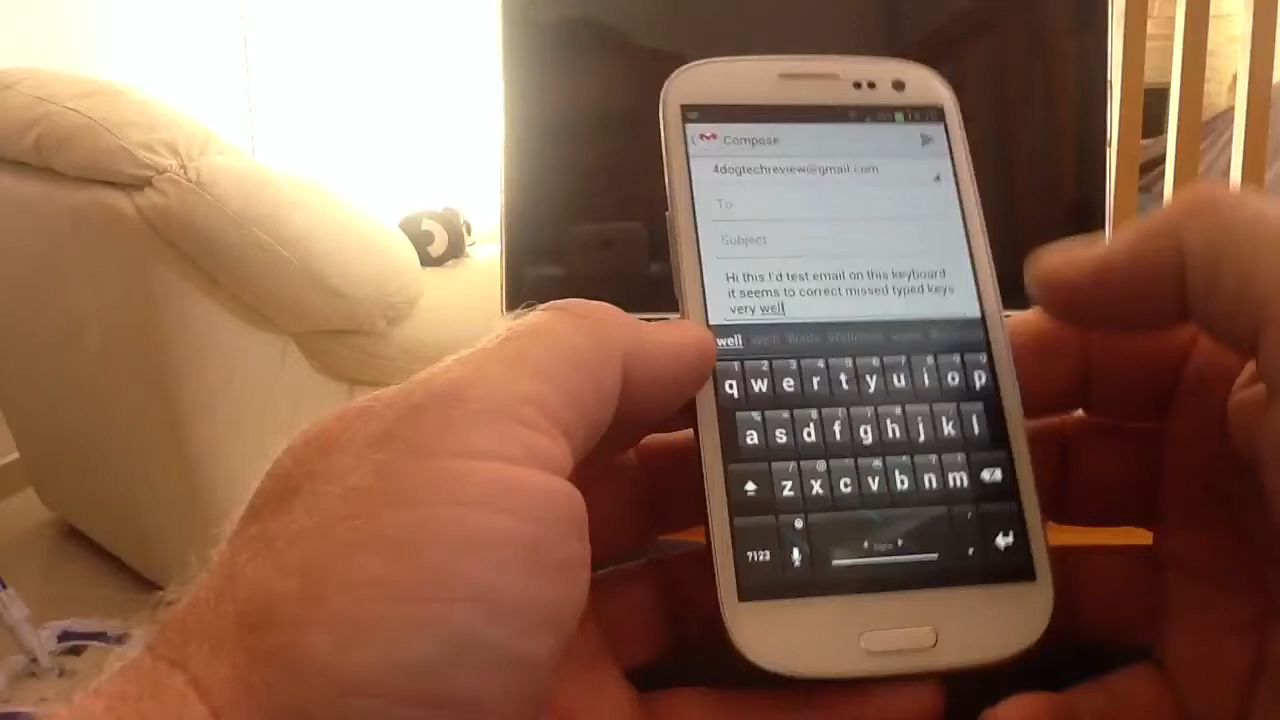 Compose
4dogtechreview@gmail.com
To
Subject
Hi this I'd test email on this keyboard
it seems to correct missed typed keys
very well
well
q w e r t y u i o p
a s d f g h j k l
z x c v b n m
?123